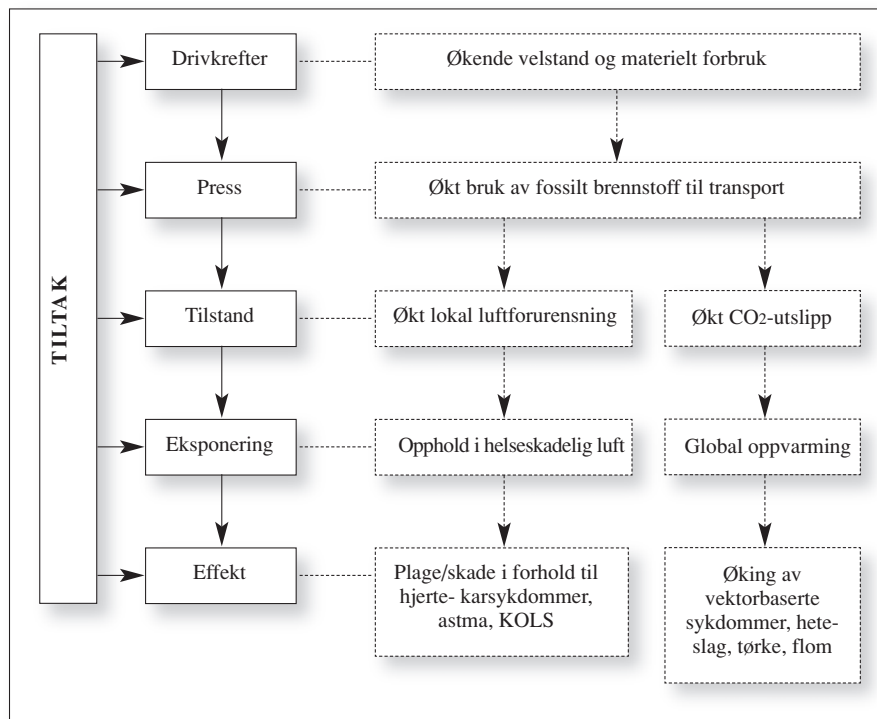 TILTAK
Drivkrefter
Økende velstand og materielt forbruk
Press
Økt bruk av fossilt brennstoff til transport
Tilstand
Økt lokal luftforurensning
Økt CO2-utslipp
Eksponering
Opphold i helseskadelig luft
Global oppvarming
Effekt
Plage/skade i forhold til
hjerte- karsykdommer,
astma, KOLS
Øking av
vektorbaserte
sykdommer, hete-
slag, tørke, flom